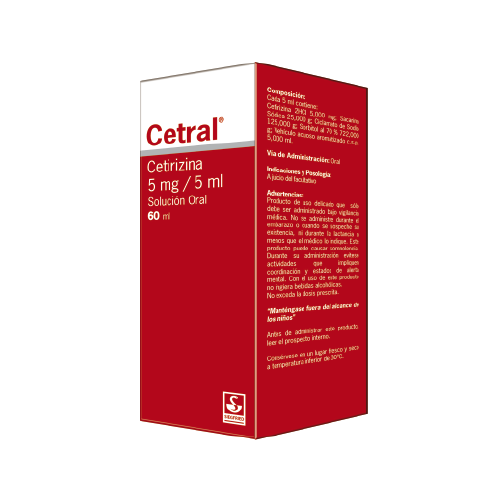 Cetral®
Cetirizina
5 mg / 5 ml
Solución Oral
60 ml
SIEGFRIED
Composición:
Cada 5 ml contiene:
Cetrizina 2HO 5,000 mg; Sacarina
Sódica 25,000 g; Ciclamato de Sodio
125,000 g; Sorbitol al 70 % 722,000
g; Vehículo acuoso aromatizado c.s.p.
5,000 ml.
Vía de Administración: Oral
Indicaciones y Posología:
A juicio del facultativo
Advertencias:
Producto de uso delicado que sólo
debe ser administrado bajo vigilancia
médica. No se administre durante el
embarazo o cuando se sospeche su
existencia, ni durante la lactancia a
menos que el médico lo indique. Este
producto puede causar somnolencia.
Durante su administración evítese
actividades que impliquen
coordinación y estados de alerta
mental. Con el uso de este producto
no ingiera bebidas alcohólicas.
No exceda la dosis prescrita.
"Manténgase fuera del alcance de
los niños"
Antes de administrar este producto,
leer el prospecto interno.
Consérvese en un lugar fresco y seco
a temperatura inferior de 30°C.